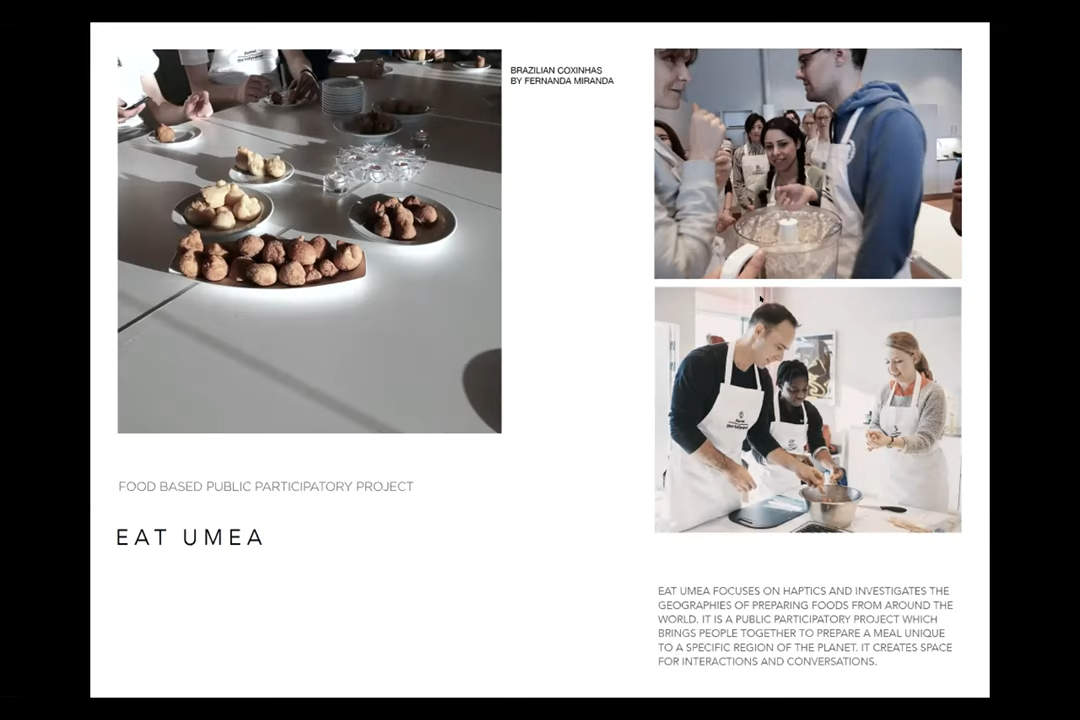 BRAZILIAN COXINHAS
BY FERNANDA MIRANDA
FOOD BASED PUBLIC PARTICIPATORY PROJECT
EAT UMEA
EAT UMEA FOCUSES ON HAPTICS AND INVESTIGATES THE
GEOGRAPHIES OF PREPARING FOODS FROM AROUND THE
WORLD. IT IS A PUBLIC PARTICIPATORY PROJECT WHICH
BRINGS PEOPLE TOGETHER TO PREPARE A MEAL UNIQUE
TO A SPECIFIC REGION OF THE PLANET. IT CREATES SPACE
FOR INTERACTIONS AND CONVERSATIONS.